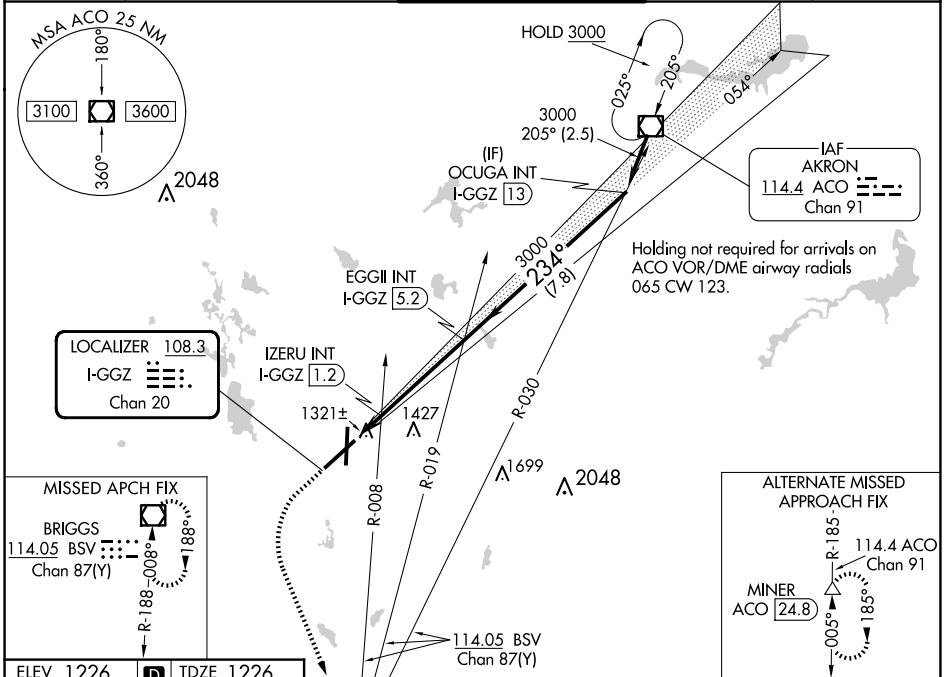 MSA ACO 25 NM
180°
3100
3600
360°
2048
HOLD 3000
025°
205°
054°
3000
205° (2.5)
(IF)
OCUGA INT
I-GGZ 13
IAF
AKRON
114.4 ACO
Chan 91
Holding not required for arrivals on
ACO VOR/DME airway radials
065 CW 123.
3000
234°
(7.8)
EGGII INT
I-GGZ 5.2
LOCALIZER 108.3
I-GGZ
Chan 20
IZERU INT
I-GGZ 1.2
1321±
1427
R-030
R-019
R-008
1699
2048
MISSED APCH FIX
BRIGGS
114.05 BSV
Chan 87(Y)
188°
R-188
008°
114.05 BSV
Chan 87(Y)
ALTERNATE MISSED
APPROACH FIX
R-185
114.4 ACO
Chan 91
MINER
ACO 24.8
005°
185°
ELEV 1226
D
TDZE 1226